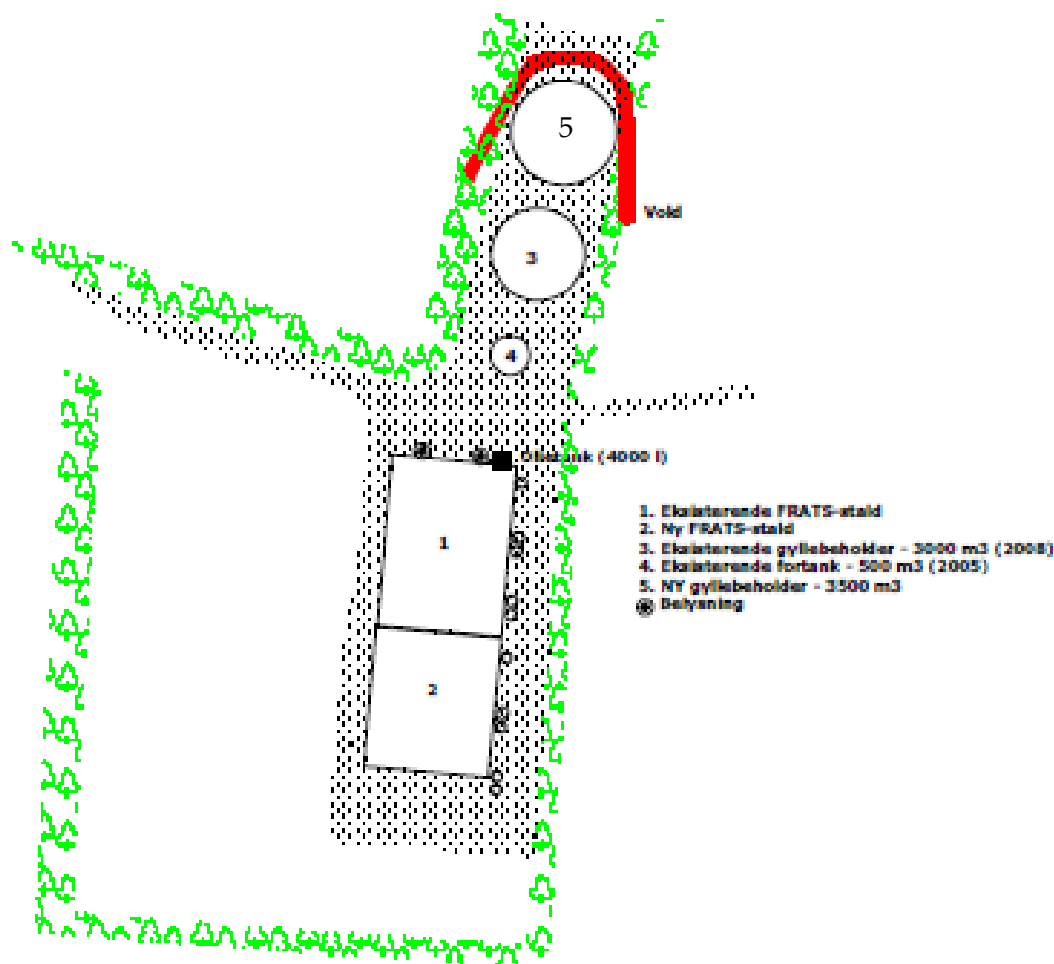 5
Vold
3
4
Olietank (4000 l)
1
2
1. Eksisterende FRATS-stald
2. Ny FRATS-stald
3. Eksisterende gyllebeholder - 3000 m3 (2008)
4. Eksisterende fortank - 500 m3 (2005)
5. NY gyllebeholder - 3500 m3
Belysning